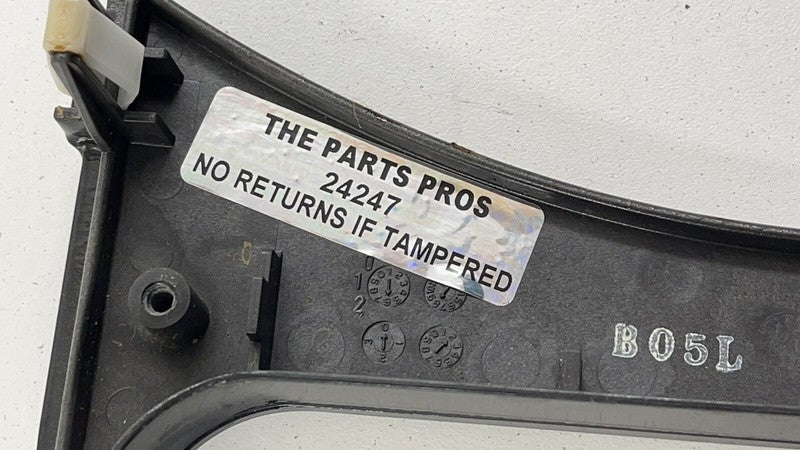 THE PARTS PROS
24247
NO RETURNS IF TAMPERED
B05L